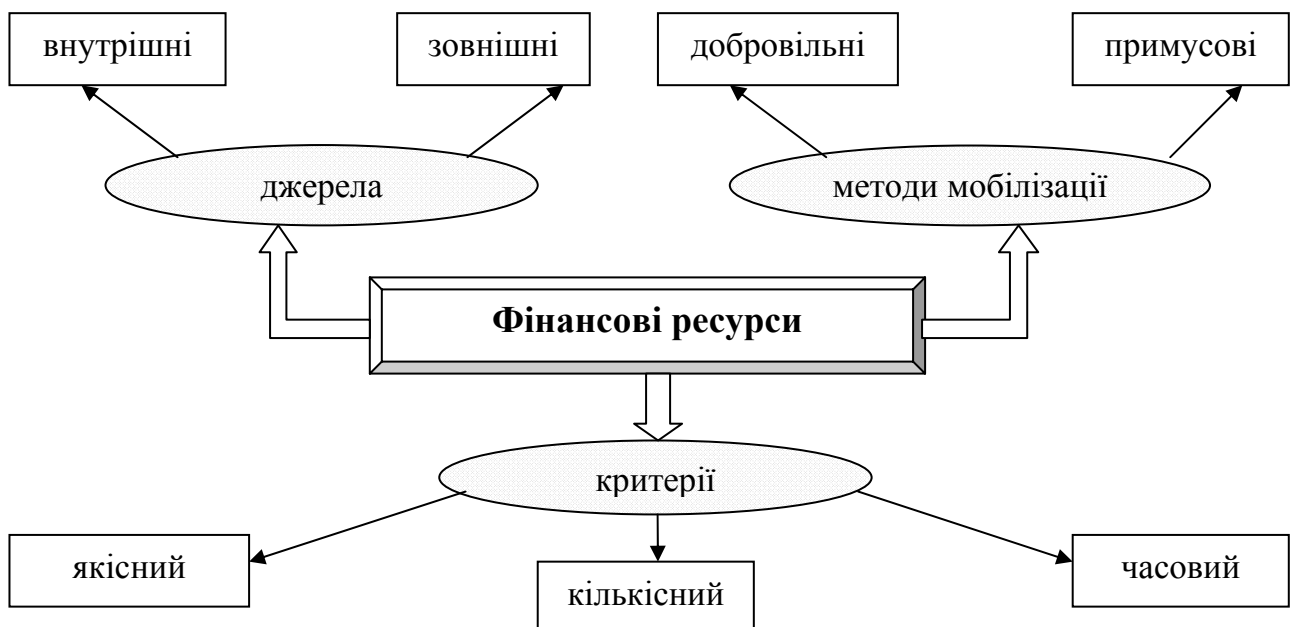 внутрішні
зовнішні
добровільні
примусові
джерела
методи мобілізації
Фінансові ресурси
критерії
якісний
кількісний
часовий